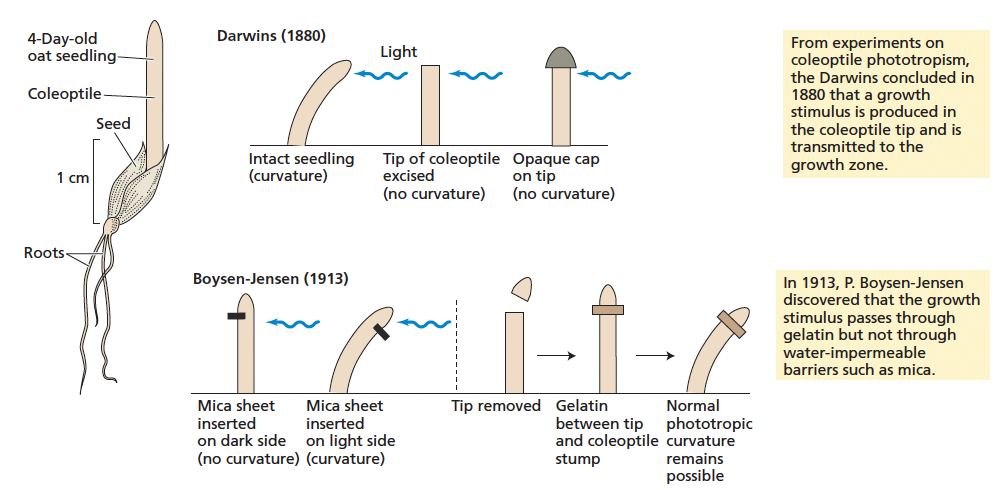 4-Day-old
oat seedling
Coleoptile
Seed
1 cm
Roots
Darwins (1880)
Light
Intact seedling
(curvature)
Tip of coleoptile
excised
(no curvature)
Opaque cap
on tip
(no curvature)
From experiments on
coleoptile phototropism,
the Darwins concluded in
1880 that a growth
stimulus is produced in
the coleoptile tip and is
transmitted to the
growth zone.
Boysen-Jensen (1913)
Mica sheet
inserted
on dark side
(no curvature)
Mica sheet
inserted
on light side
(curvature)
Tip removed
Gelatin
between tip
and coleoptile
stump
Normal
phototropic
curvature
remains
possible
In 1913, P. Boysen-Jensen
discovered that the growth
stimulus passes through
gelatin but not through
water-impermeable
barriers such as mica.